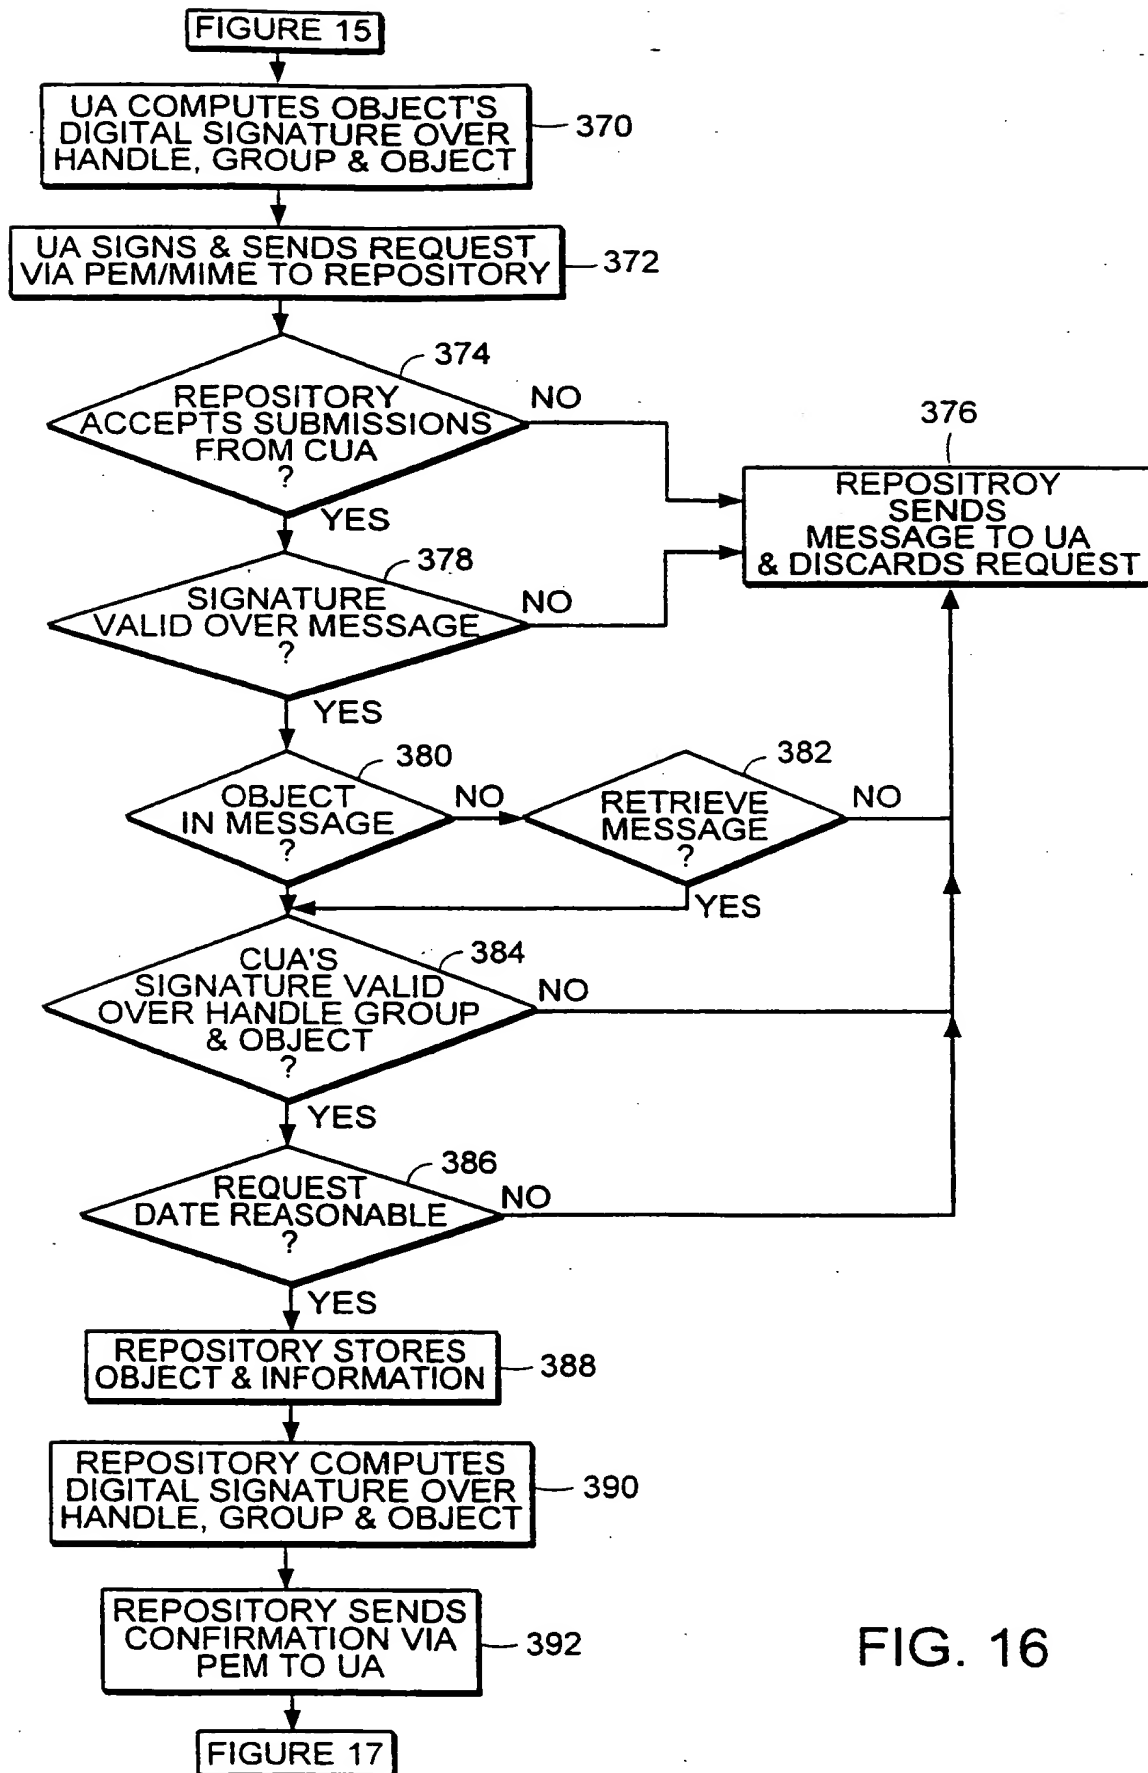 FIGURE 15
UA COMPUTES OBJECT'S
DIGITAL SIGNATURE OVER
HANDLE, GROUP & OBJECT
370
UA SIGNS & SENDS REQUEST
VIA PEM/MIME TO REPOSITORY
372
374
REPOSITORY
ACCEPTS SUBMISSIONS
FROM CUA
?
NO
YES
376
REPOSITROY
SENDS
MESSAGE TO UA
& DISCARDS REQUEST
378
SIGNATURE
VALID OVER MESSAGE
?
NO
YES
380
OBJECT
IN MESSAGE
?
NO
382
RETRIEVE
MESSAGE
?
NO
YES
384
CUA'S
SIGNATURE VALID
OVER HANDLE GROUP
& OBJECT
?
NO
YES
386
REQUEST
DATE REASONABLE
?
NO
YES
REPOSITORY STORES
OBJECT & INFORMATION
388
REPOSITORY COMPUTES
DIGITAL SIGNATURE OVER
HANDLE, GROUP & OBJECT
390
REPOSITORY SENDS
CONFIRMATION VIA
PEM TO UA
392
FIGURE 17
FIG. 16